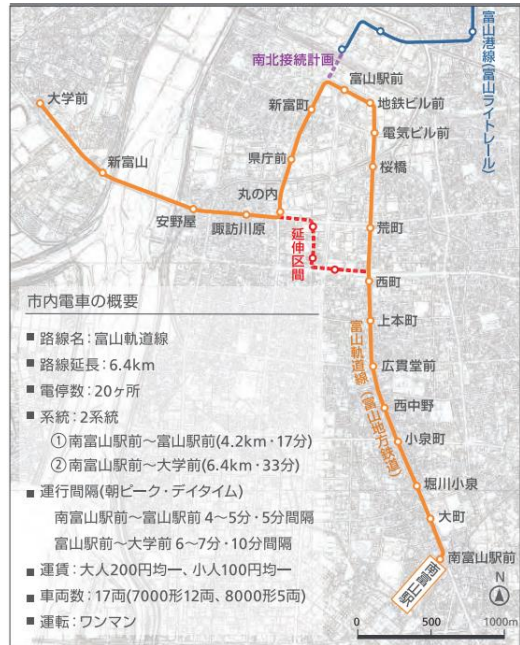 富山港線(富山ライトレール)
南北接続計画
富山駅前
地鉄ビル前
新富町
電気ビル前
大学前
県庁前
桜橋
新富山
丸の内
安野屋
諏訪川原
延伸区間
荒町
西町
上本町
富山軌道線(富山地方鉄道)
広貫堂前
西中野
小泉町
堀川小泉
大町
南富山駅前
南富山駅
市内電車の概要
■ 路線名:富山軌道線
■ 路線延長:6.4km
■ 電停数:20ヶ所
■ 系統:2系統
①南富山駅前～富山駅前(4.2km・17分)
②南富山駅前～大学前(6.4km・33分)
■ 運行間隔(朝ピーク・デイタイム)
南富山駅前～富山駅前 4～5分・5分間隔
富山駅前～大学前 6～7分・10分間隔
■ 運賃:大人200円均一、小人100円均一
■ 車両数:17両(7000形12両、8000形5両)
■ 運転:ワンマン
N
0 500 1000m